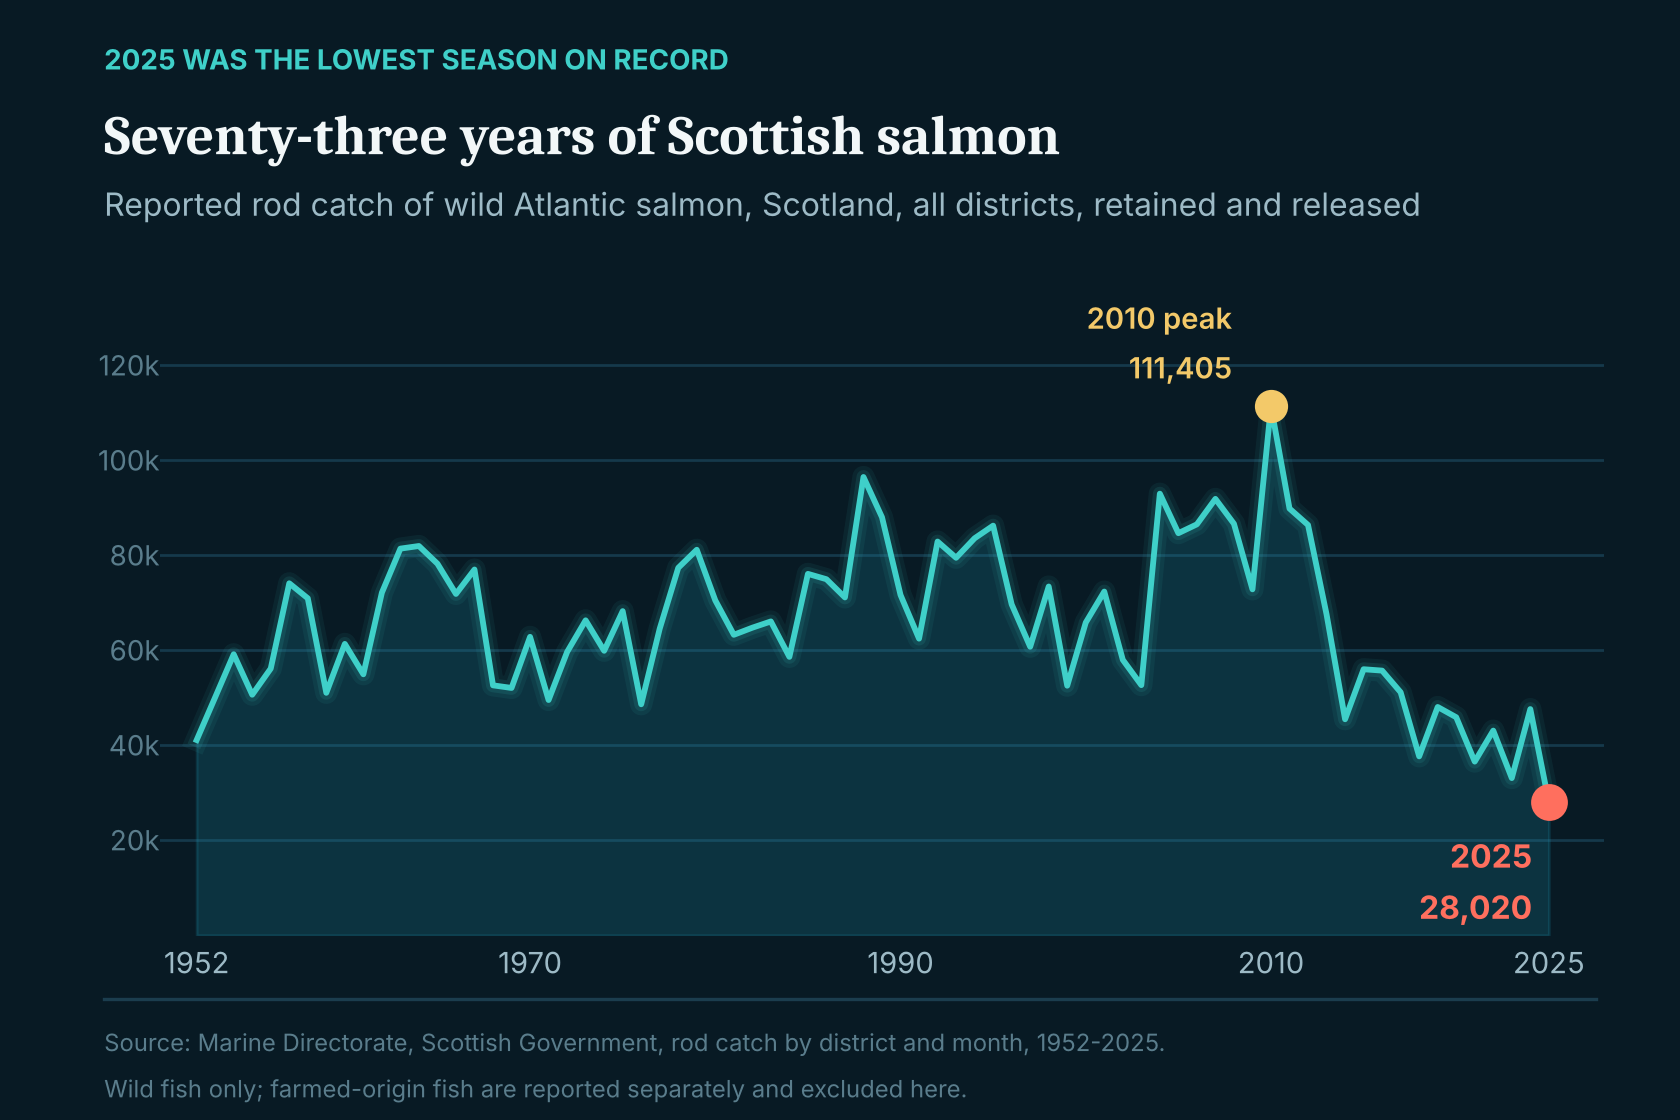 2025 WAS THE LOWEST SEASON ON RECORD
Seventy-three years of Scottish salmon
Reported rod catch of wild Atlantic salmon, Scotland, all districts, retained and released
2010 peak
111,405
120k
100k
80k
60k
40k
20k
2025
28,020
1952 1970 1990 2010 2025
Source: Marine Directorate, Scottish Government, rod catch by district and month, 1952-2025.
Wild fish only; farmed-origin fish are reported separately and excluded here.